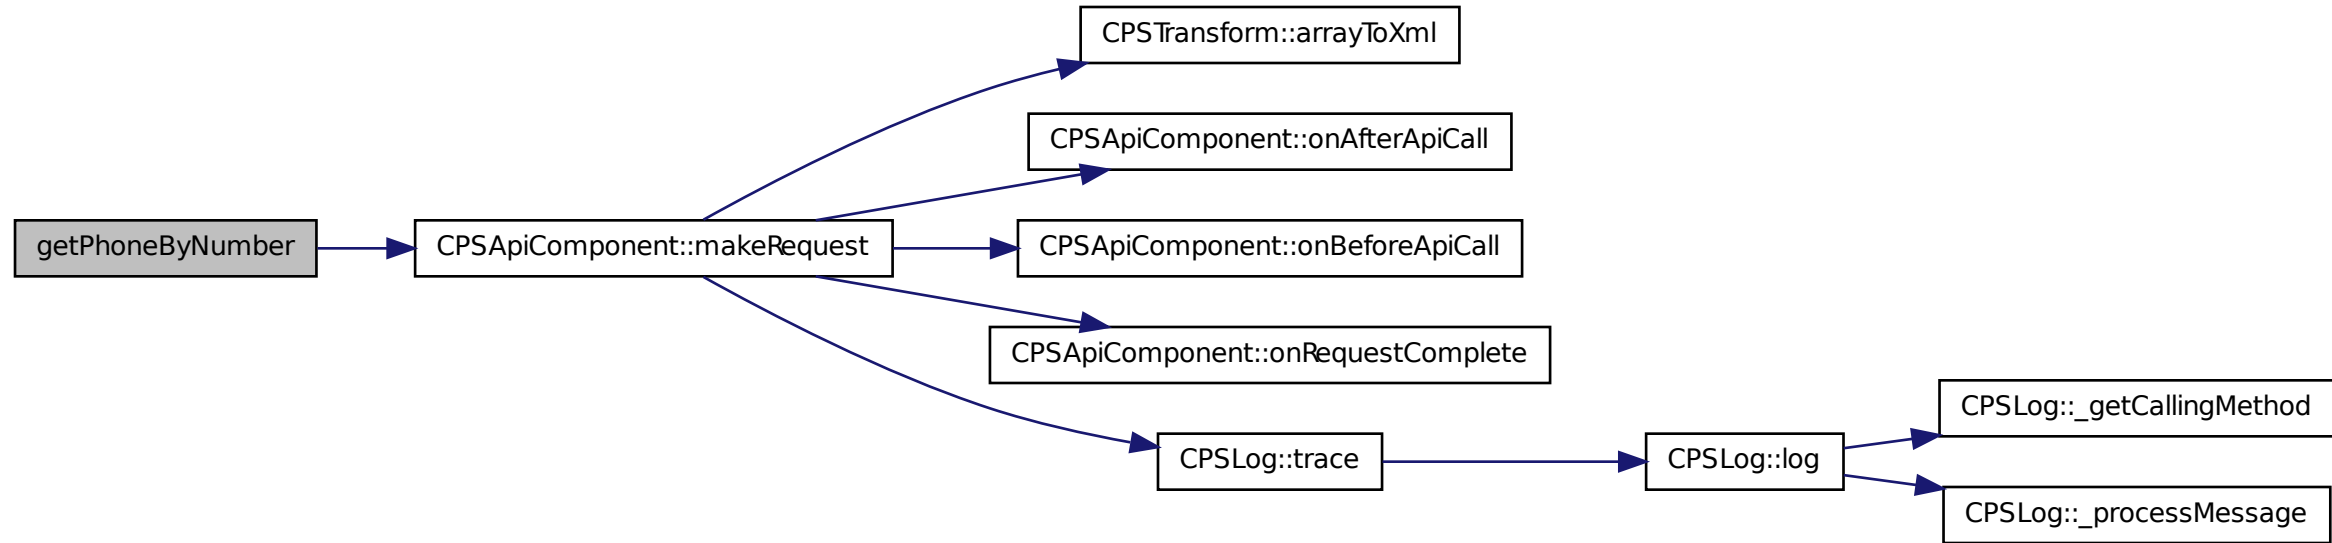 CPSTransform::arrayToXml
CPSApiComponent::onAfterApiCall
getPhoneByNumber
CPSApiComponent::makeRequest
CPSApiComponent::onBeforeApiCall
CPSApiComponent::onRequestComplete
CPSLog::_getCallingMethod
CPSLog::trace
CPSLog::log
CPSLog::_processMessage